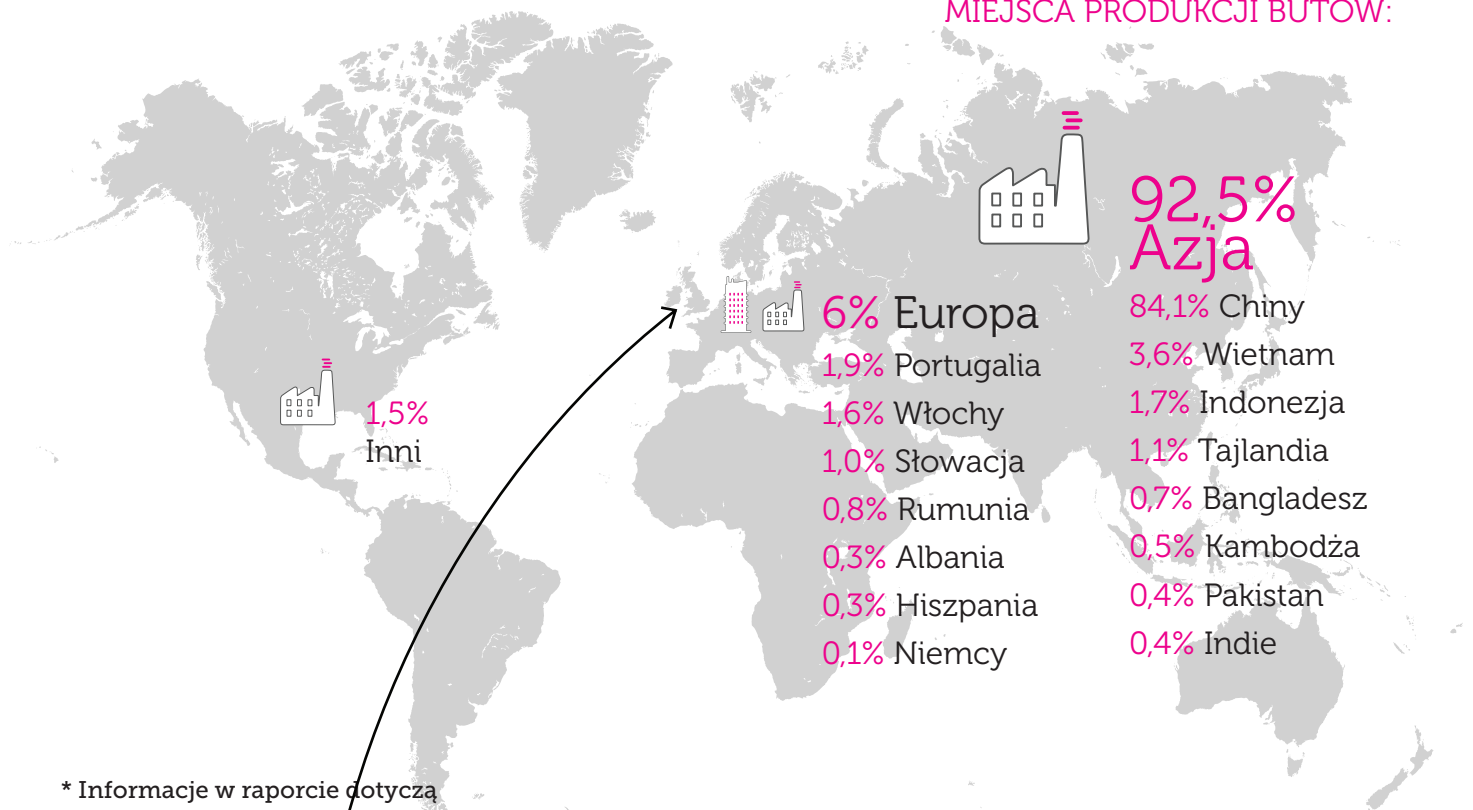 MIEJSCA PRODUKCJI BUTÓW:
92,5%
Azja
84,1% Chiny
3,6% Wietnam
1,7% Indonezja
1,1% Tajlandia
0,7% Bangladesz
0,5% Kambodża
0,4% Pakistan
0,4% Indie
6% Europa
1,9% Portugalia
1,6% Włochy
1,0% Słowacja
0,8% Rumunia
0,3% Albania
0,3% Hiszpania
0,1% Niemcy
1,5%
Inni
* Informacje w raporcie dotyczą